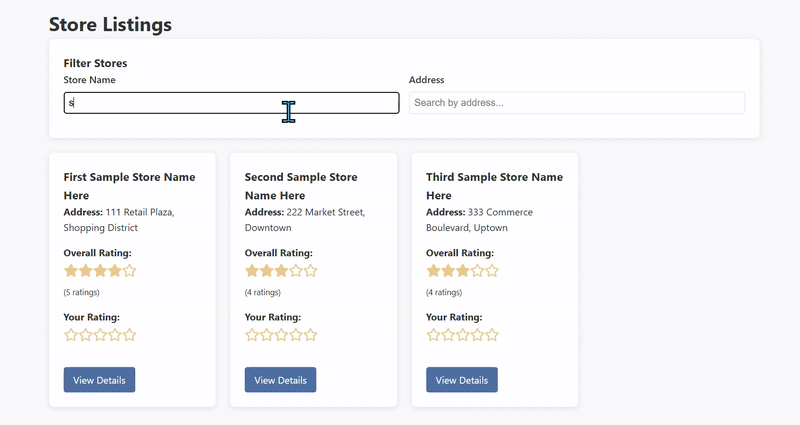 Store Listings
Filter Stores
Store Name
Address
s
Search by address...
First Sample Store Name
Here
Address: 111 Retail Plaza,
Shopping District
Overall Rating:
(5 ratings)
Your Rating:
View Details
Second Sample Store
Name Here
Address: 222 Market Street,
Downtown
Overall Rating:
(4 ratings)
Your Rating:
View Details
Third Sample Store Name
Here
Address: 333 Commerce
Boulevard, Uptown
Overall Rating:
(4 ratings)
Your Rating:
View Details